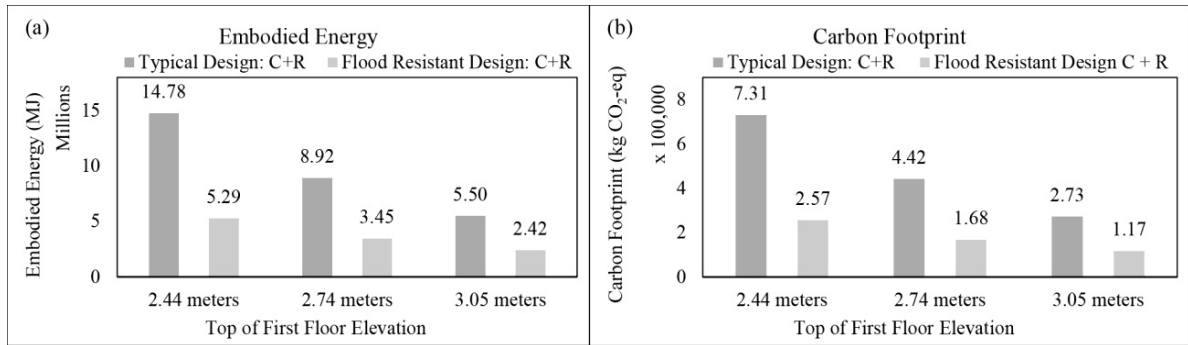 (a)
Embodied Energy
Typical Design: C+R Flood Resistant Design: C+R
Embodied Energy (MJ)
Millions
15
10
5
0
14.78
5.29
8.92
3.45
5.50
2.42
2.44 meters 2.74 meters 3.05 meters
Top of First Floor Elevation
(b)
Carbon Footprint
Typical Design: C+R Flood Resistant Design C + R
Carbon Footprint (kg CO₂-eq)
x 100,000
8
6
4
2
0
7.31
2.57
4.42
1.68
2.73
1.17
2.44 meters 2.74 meters 3.05 meters
Top of First Floor Elevation